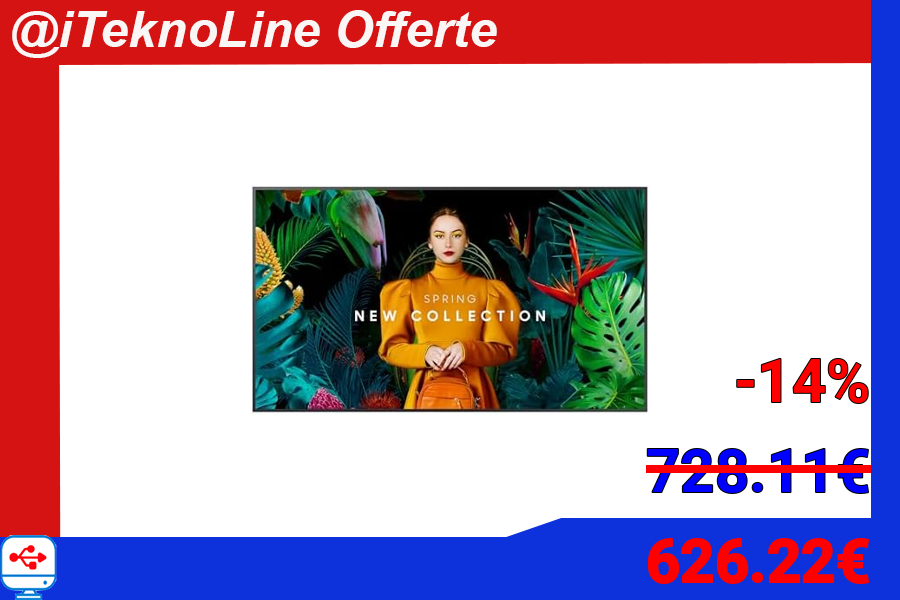 @iTeknoLine Offerte
SPRING
NEW COLLECTION
-14%
728.11€
626.22€